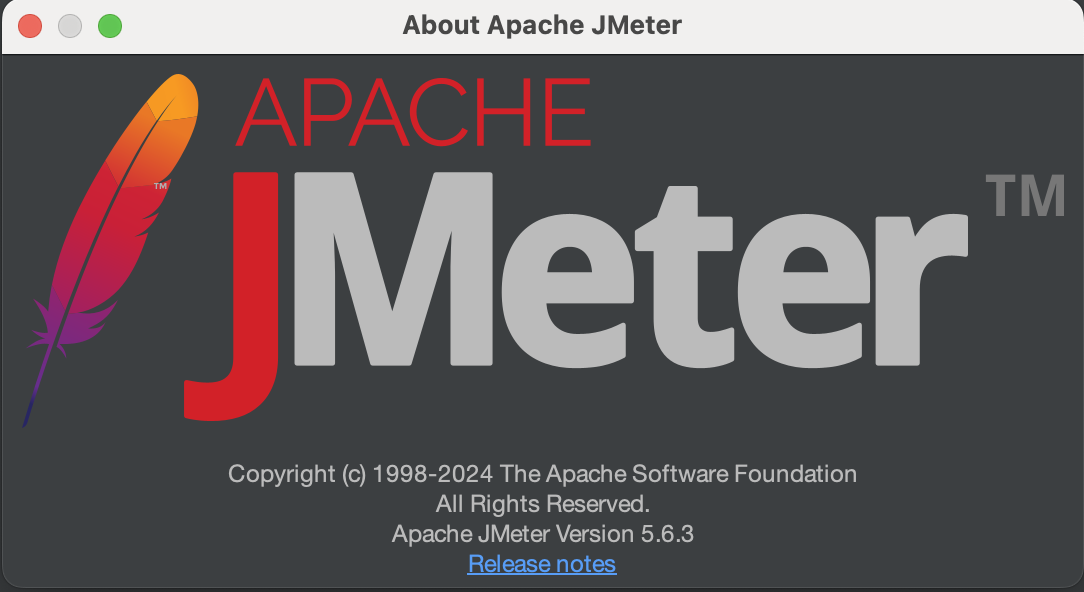 About Apache JMeter
APACHE
JMeter TM
TM
Copyright (c) 1998-2024 The Apache Software Foundation
All Rights Reserved.
Apache JMeter Version 5.6.3
Release notes